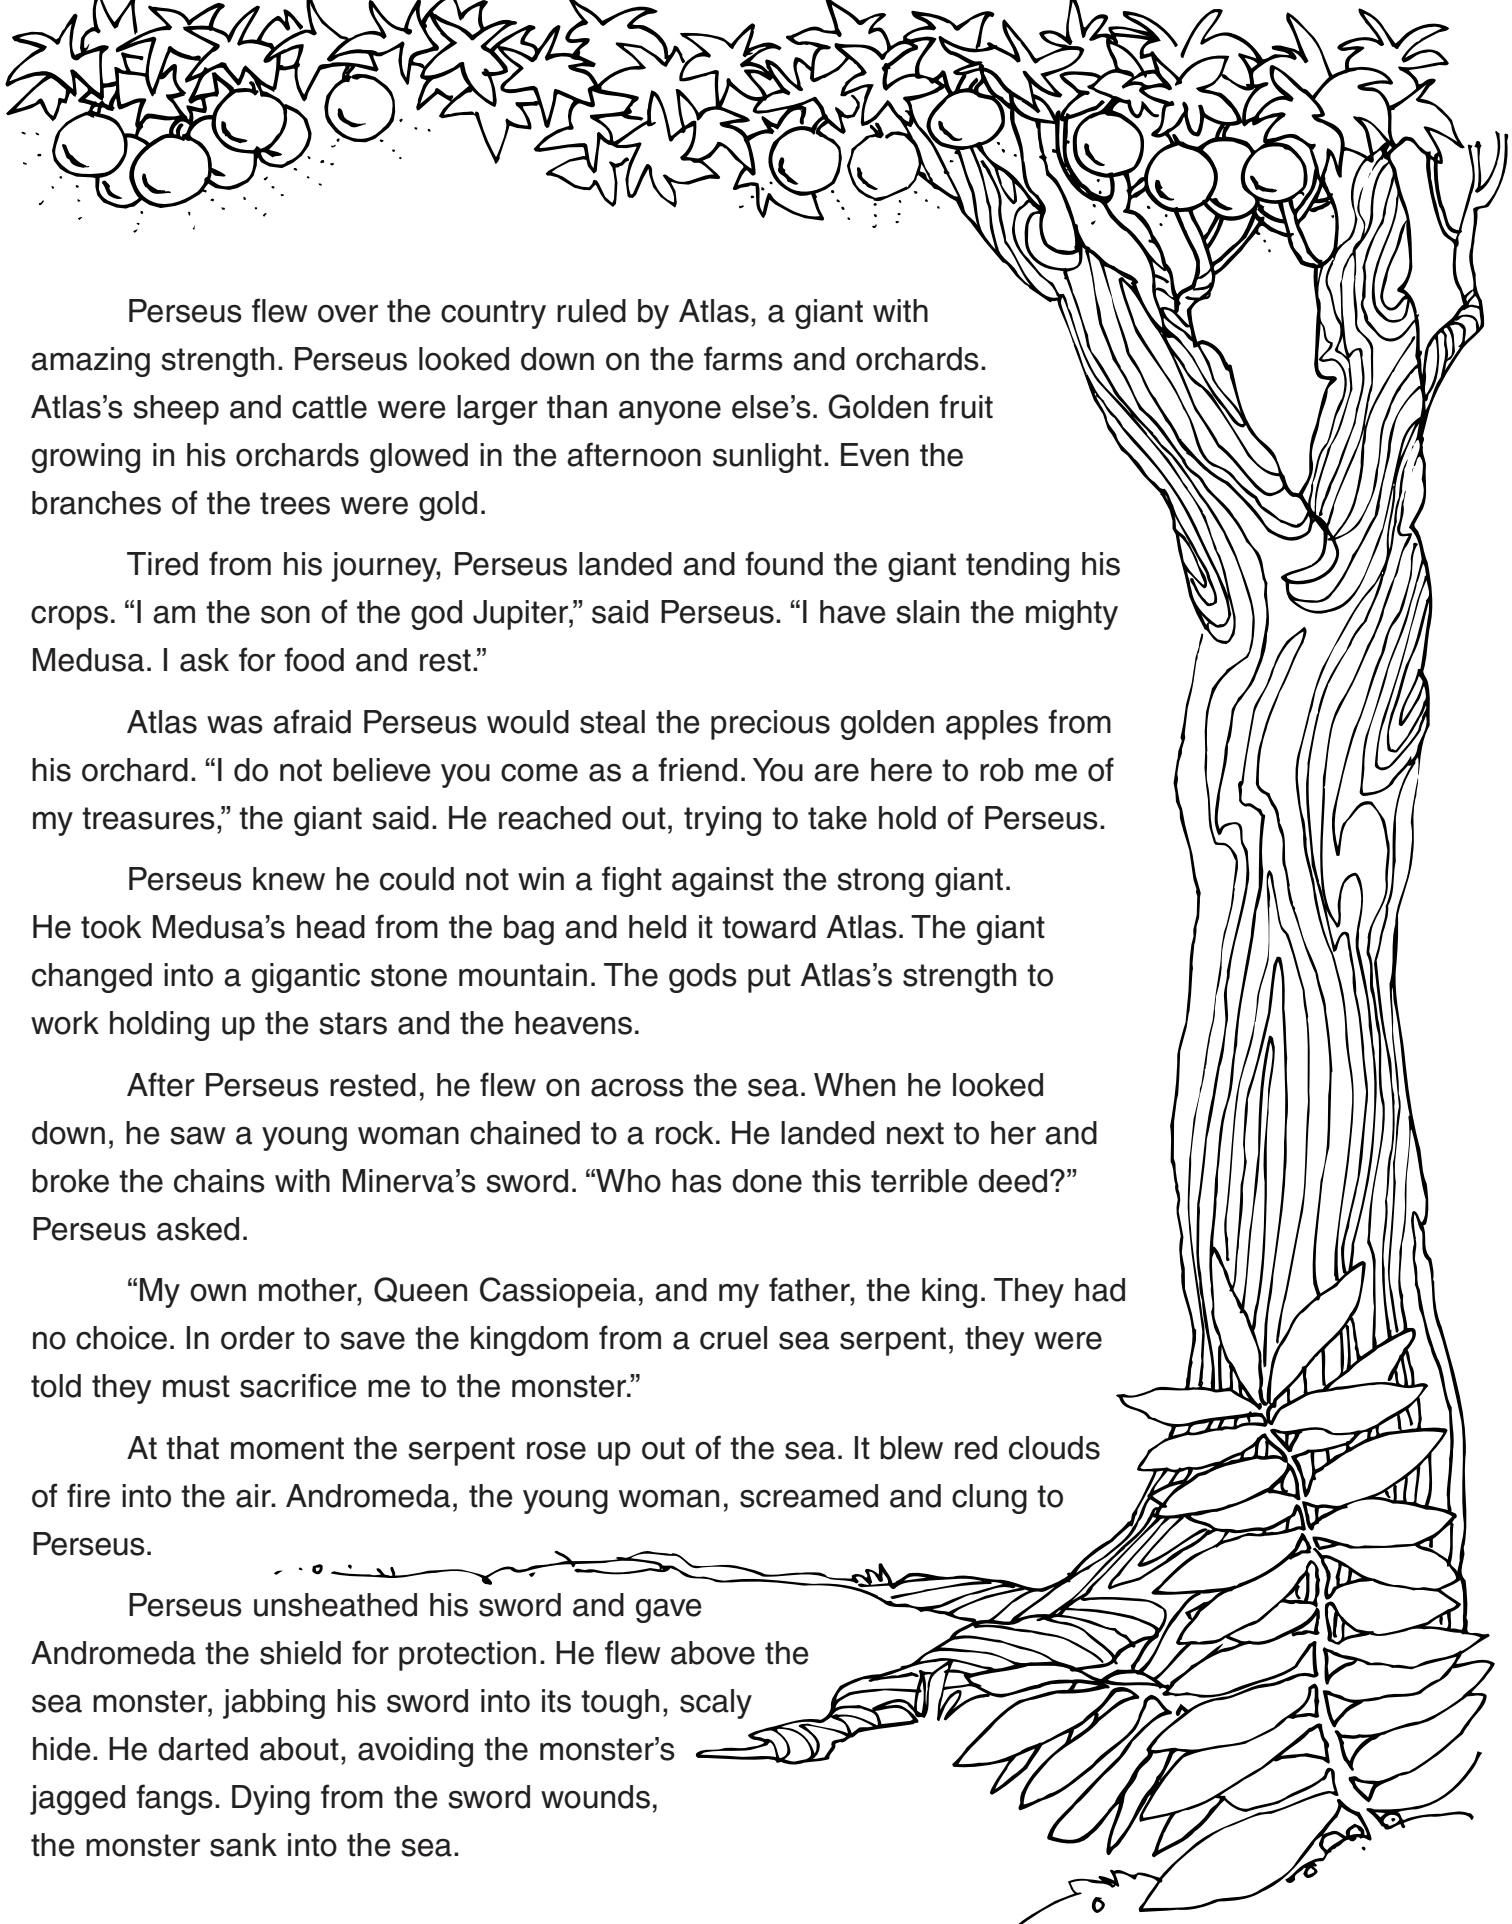 Perseus flew over the country ruled by Atlas, a giant with
amazing strength. Perseus looked down on the farms and orchards.
Atlas’s sheep and cattle were larger than anyone else’s. Golden fruit
growing in his orchards glowed in the afternoon sunlight. Even the
branches of the trees were gold.
Tired from his journey, Perseus landed and found the giant tending his
crops. “I am the son of the god Jupiter,” said Perseus. “I have slain the mighty
Medusa. I ask for food and rest.”
Atlas was afraid Perseus would steal the precious golden apples from
his orchard. “I do not believe you come as a friend. You are here to rob me of
my treasures,” the giant said. He reached out, trying to take hold of Perseus.
Perseus knew he could not win a fight against the strong giant.
He took Medusa’s head from the bag and held it toward Atlas. The giant
changed into a gigantic stone mountain. The gods put Atlas’s strength to
work holding up the stars and the heavens.
After Perseus rested, he flew on across the sea. When he looked
down, he saw a young woman chained to a rock. He landed next to her and
broke the chains with Minerva’s sword. “Who has done this terrible deed?”
Perseus asked.
“My own mother, Queen Cassiopeia, and my father, the king. They had
no choice. In order to save the kingdom from a cruel sea serpent, they were
told they must sacrifice me to the monster.”
At that moment the serpent rose up out of the sea. It blew red clouds
of fire into the air. Andromeda, the young woman, screamed and clung to
Perseus.
Perseus unsheathed his sword and gave
Andromeda the shield for protection. He flew above the
sea monster, jabbing his sword into its tough, scaly
hide. He darted about, avoiding the monster’s
jagged fangs. Dying from the sword wounds,
the monster sank into the sea.